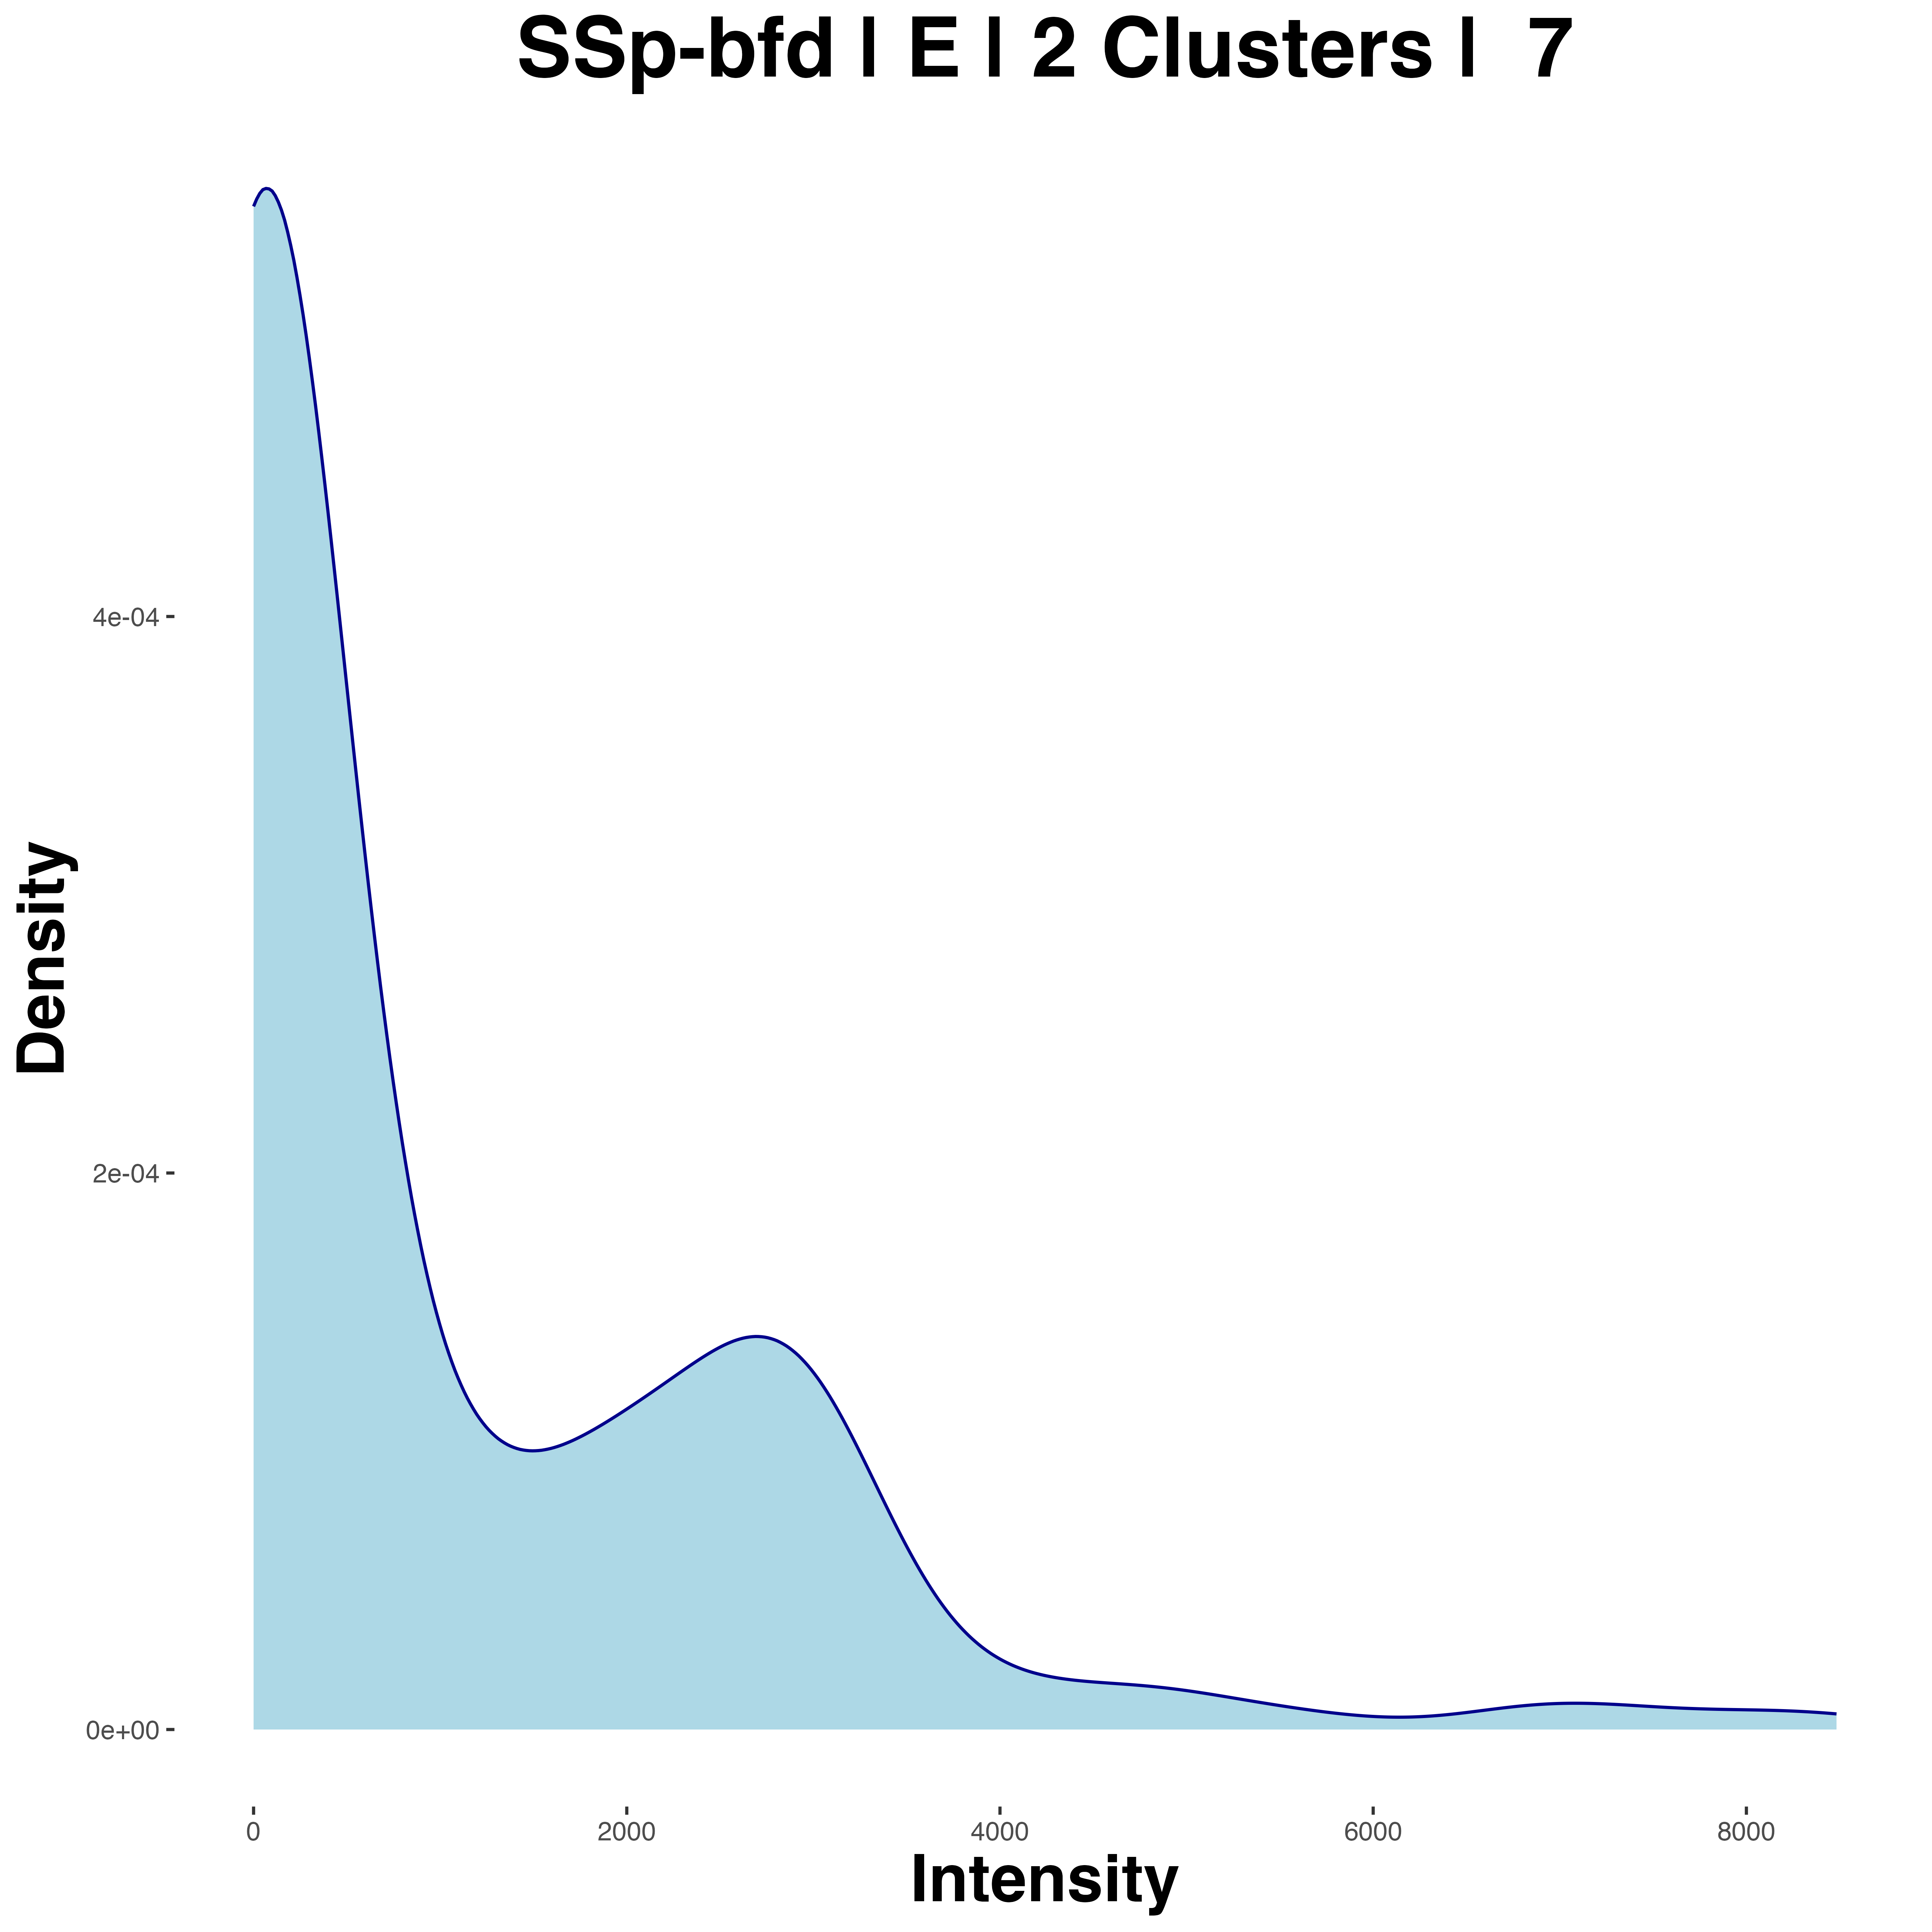 SSp-bfd | E | 2 Clusters | 7
Density
4e-04
2e-04
0e+00
0 2000 4000 6000 8000
Intensity